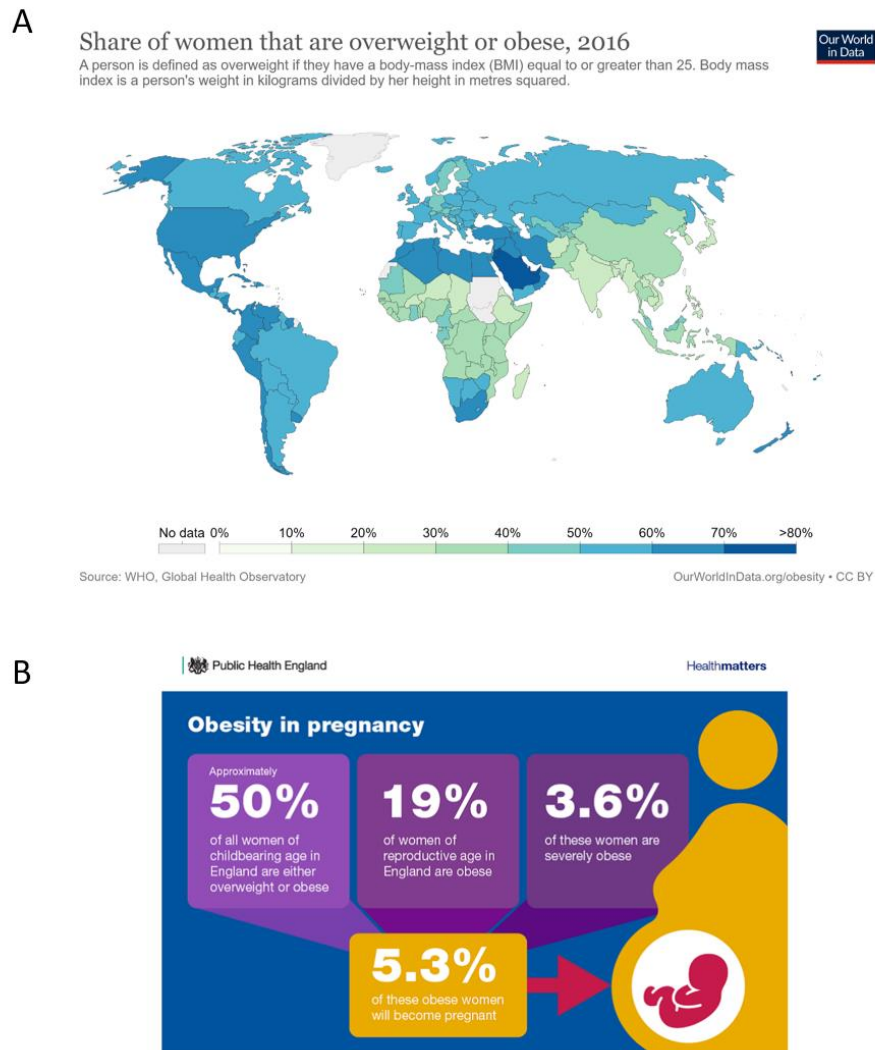 A
Share of women that are overweight or obese, 2016
Our World
in Data
A person is defined as overweight if they have a body-mass index (BMI) equal to or greater than 25. Body mass
index is a person's weight in kilograms divided by her height in metres squared.
No data 0% 10% 20% 30% 40% 50% 60% 70% >80%
Source: WHO, Global Health Observatory
OurWorldInData.org/obesity • CC BY
B
Public Health England
Healthmatters
Obesity in pregnancy
Approximately
50%
of all women of
childbearing age in
England are either
overweight or obese
19%
of women of
reproductive age in
England are obese
3.6%
of these women are
severely obese
5.3%
of these obese women
will become pregnant